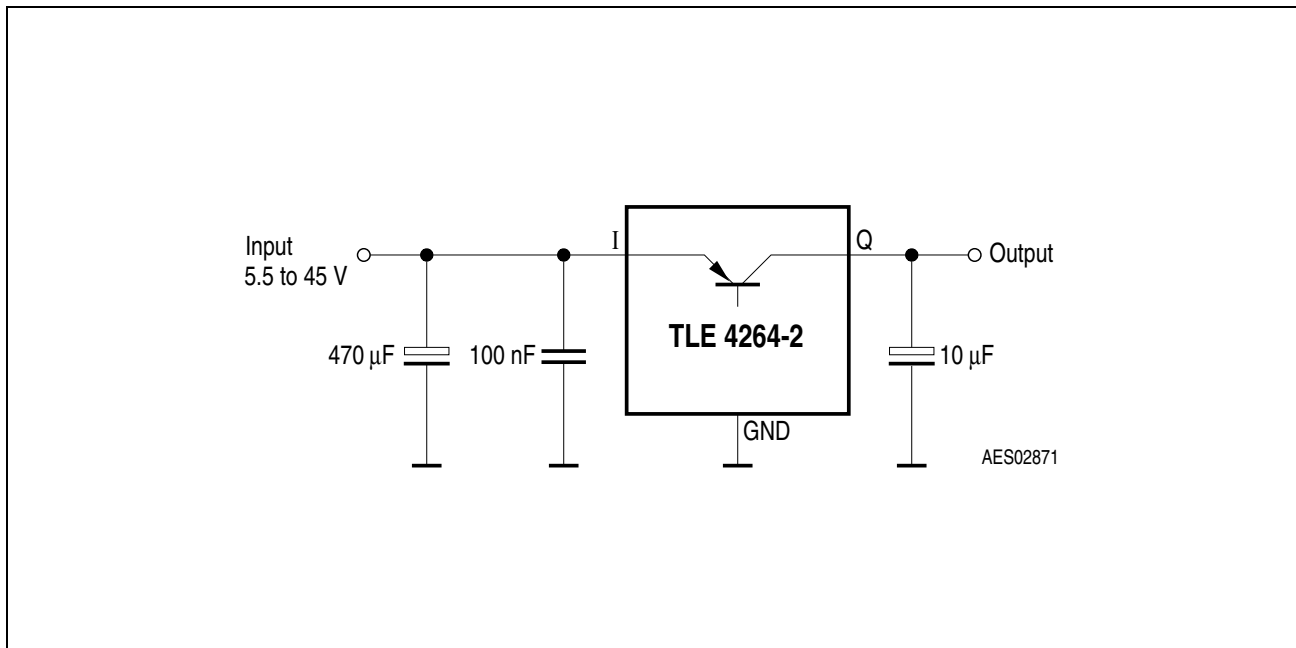 Input
5.5 to 45 V
I
Q
Output
470 μF
100 nF
TLE 4264-2
10 μF
GND
AES02871